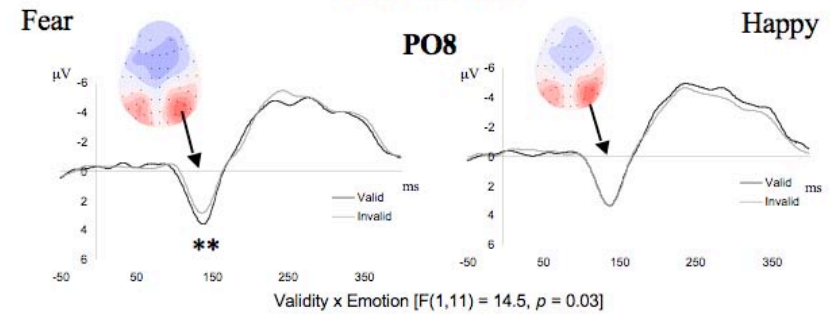 Fear
PO8
Happy
µV
-6
-4
-2
0
2
4
6
**
ms
Valid
Invalid
-50 50 150 250 350
µV
-6
-4
-2
0
2
4
6
Valid
Invalid
ms
-50 50 150 250 350
Validity x Emotion [F(1,11) = 14.5, p = 0.03]